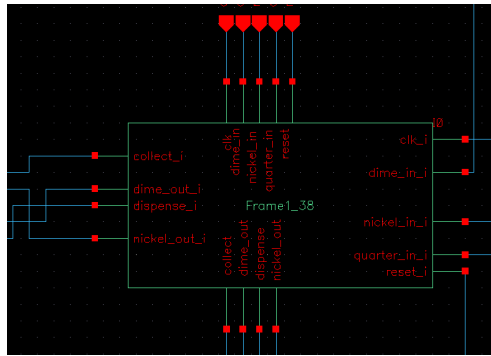 clk
dime_in
nickel_in
quarter_in
reset
collect_i
dime_out_i
dispense_i
nickel_out_i
Frame1_38
clk_i
dime_in_i
nickel_in_i
quarter_in_i
reset_i
collect
dime_out
dispense
nickel_out